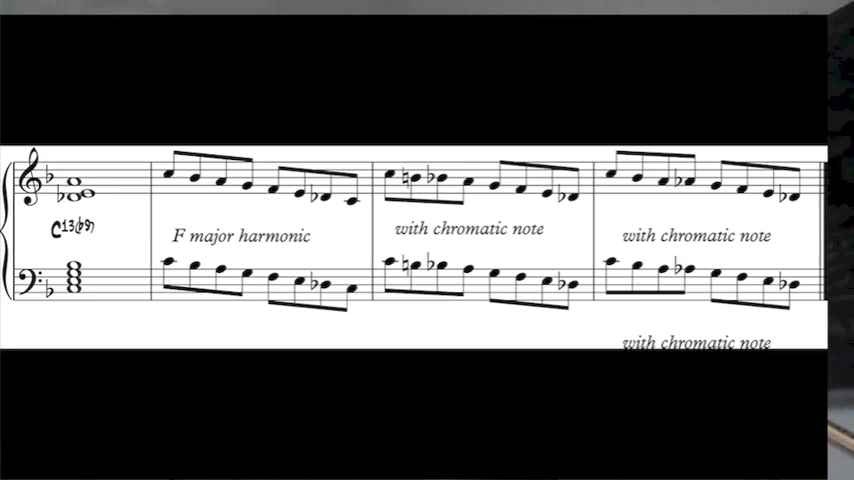 C13(♭9)
F major harmonic
with chromatic note
with chromatic note
with chromatic note